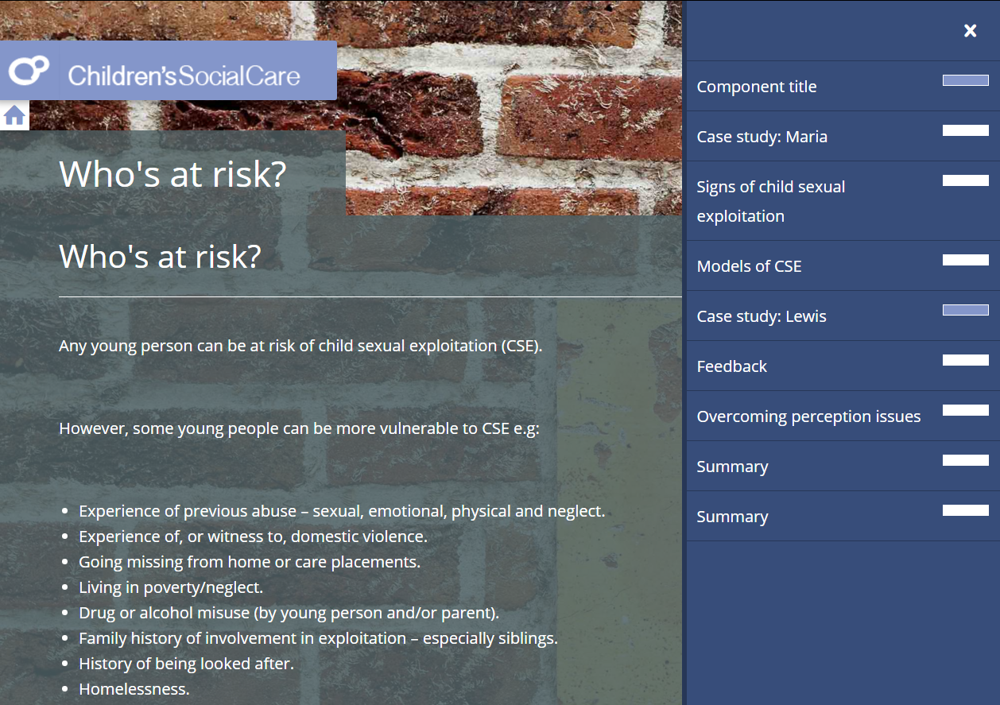 Children's SocialCare
Who's at risk?
Who's at risk?
Any young person can be at risk of child sexual exploitation (CSE).
However, some young people can be more vulnerable to CSE e.g:
• Experience of previous abuse – sexual, emotional, physical and neglect.
• Experience of, or witness to, domestic violence.
• Going missing from home or care placements.
• Living in poverty/neglect.
• Drug or alcohol misuse (by young person and/or parent).
• Family history of involvement in exploitation – especially siblings.
• History of being looked after.
• Homelessness.
Component title
Case study: Maria
Signs of child sexual
exploitation
Models of CSE
Case study: Lewis
Feedback
Overcoming perception issues
Summary
Summary